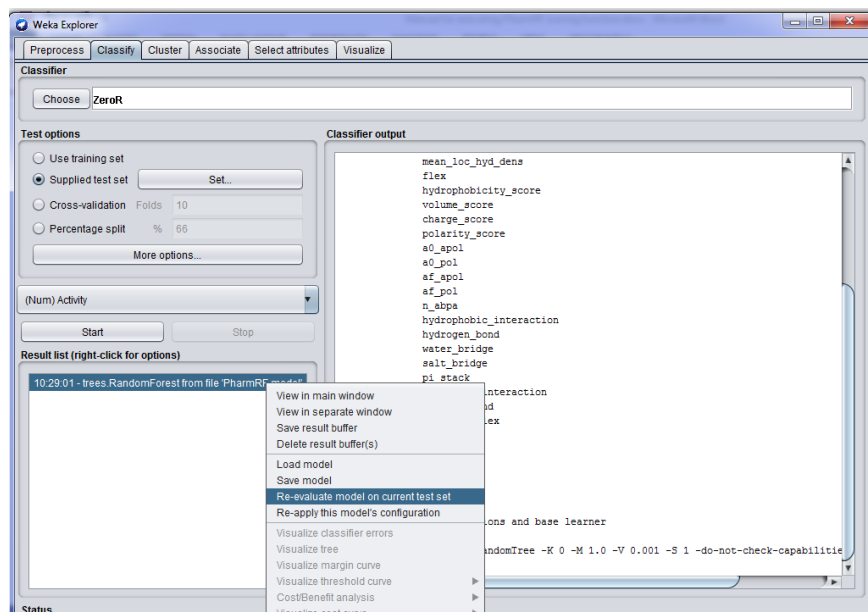 Weka Explorer
Preprocess Classify Cluster Associate Select attributes Visualize
Classifier
Choose ZeroR
Test options
Use training set
Supplied test set Set...
Cross-validation Folds 10
Percentage split % 66
More options...
(Num) Activity
Start Stop
Result list (right-click for options)
10:29:01 - trees.RandomForest from file 'PharmRF.model'
Classifier output
mean_loc_hyd_dens
flex
hydrophobicity_score
volume_score
charge_score
polarity_score
a0_apol
a0_pol
af_apol
af_pol
n_abpa
hydrophobic_interaction
hydrogen_bond
water_bridge
salt_bridge
pi_stack
interaction
nd
lex
ions and base learner
andomTree -K 0 -M 1.0 -V 0.001 -S 1 -do-not-check-capabilitie
View in main window
View in separate window
Save result buffer
Delete result buffer(s)
Load model
Save model
Re-evaluate model on current test set
Re-apply this model's configuration
Visualize classifier errors
Visualize tree
Visualize margin curve
Visualize threshold curve
Cost/Benefit analysis
Status